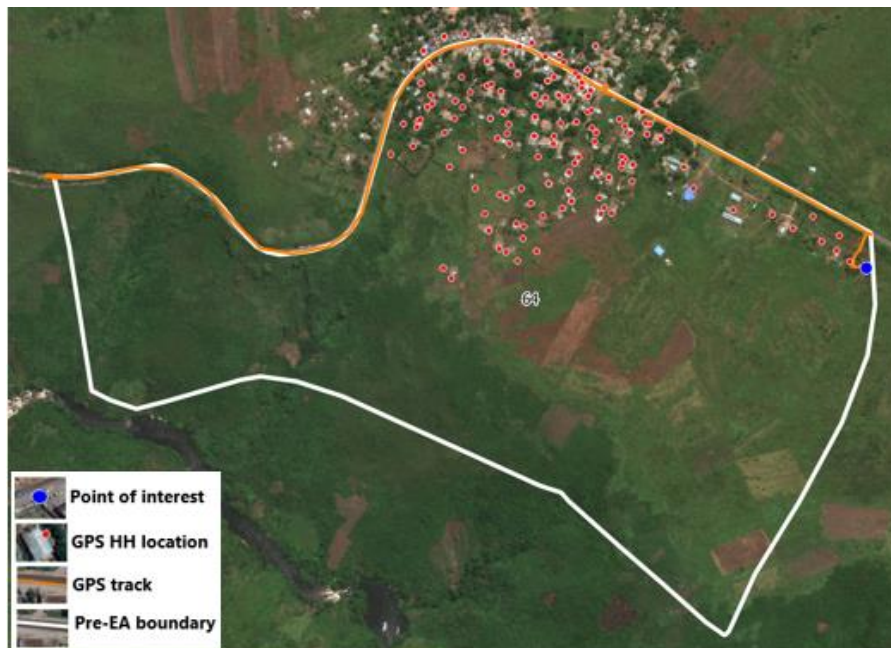 64
Point of interest
GPS HH location
GPS track
Pre-EA boundary